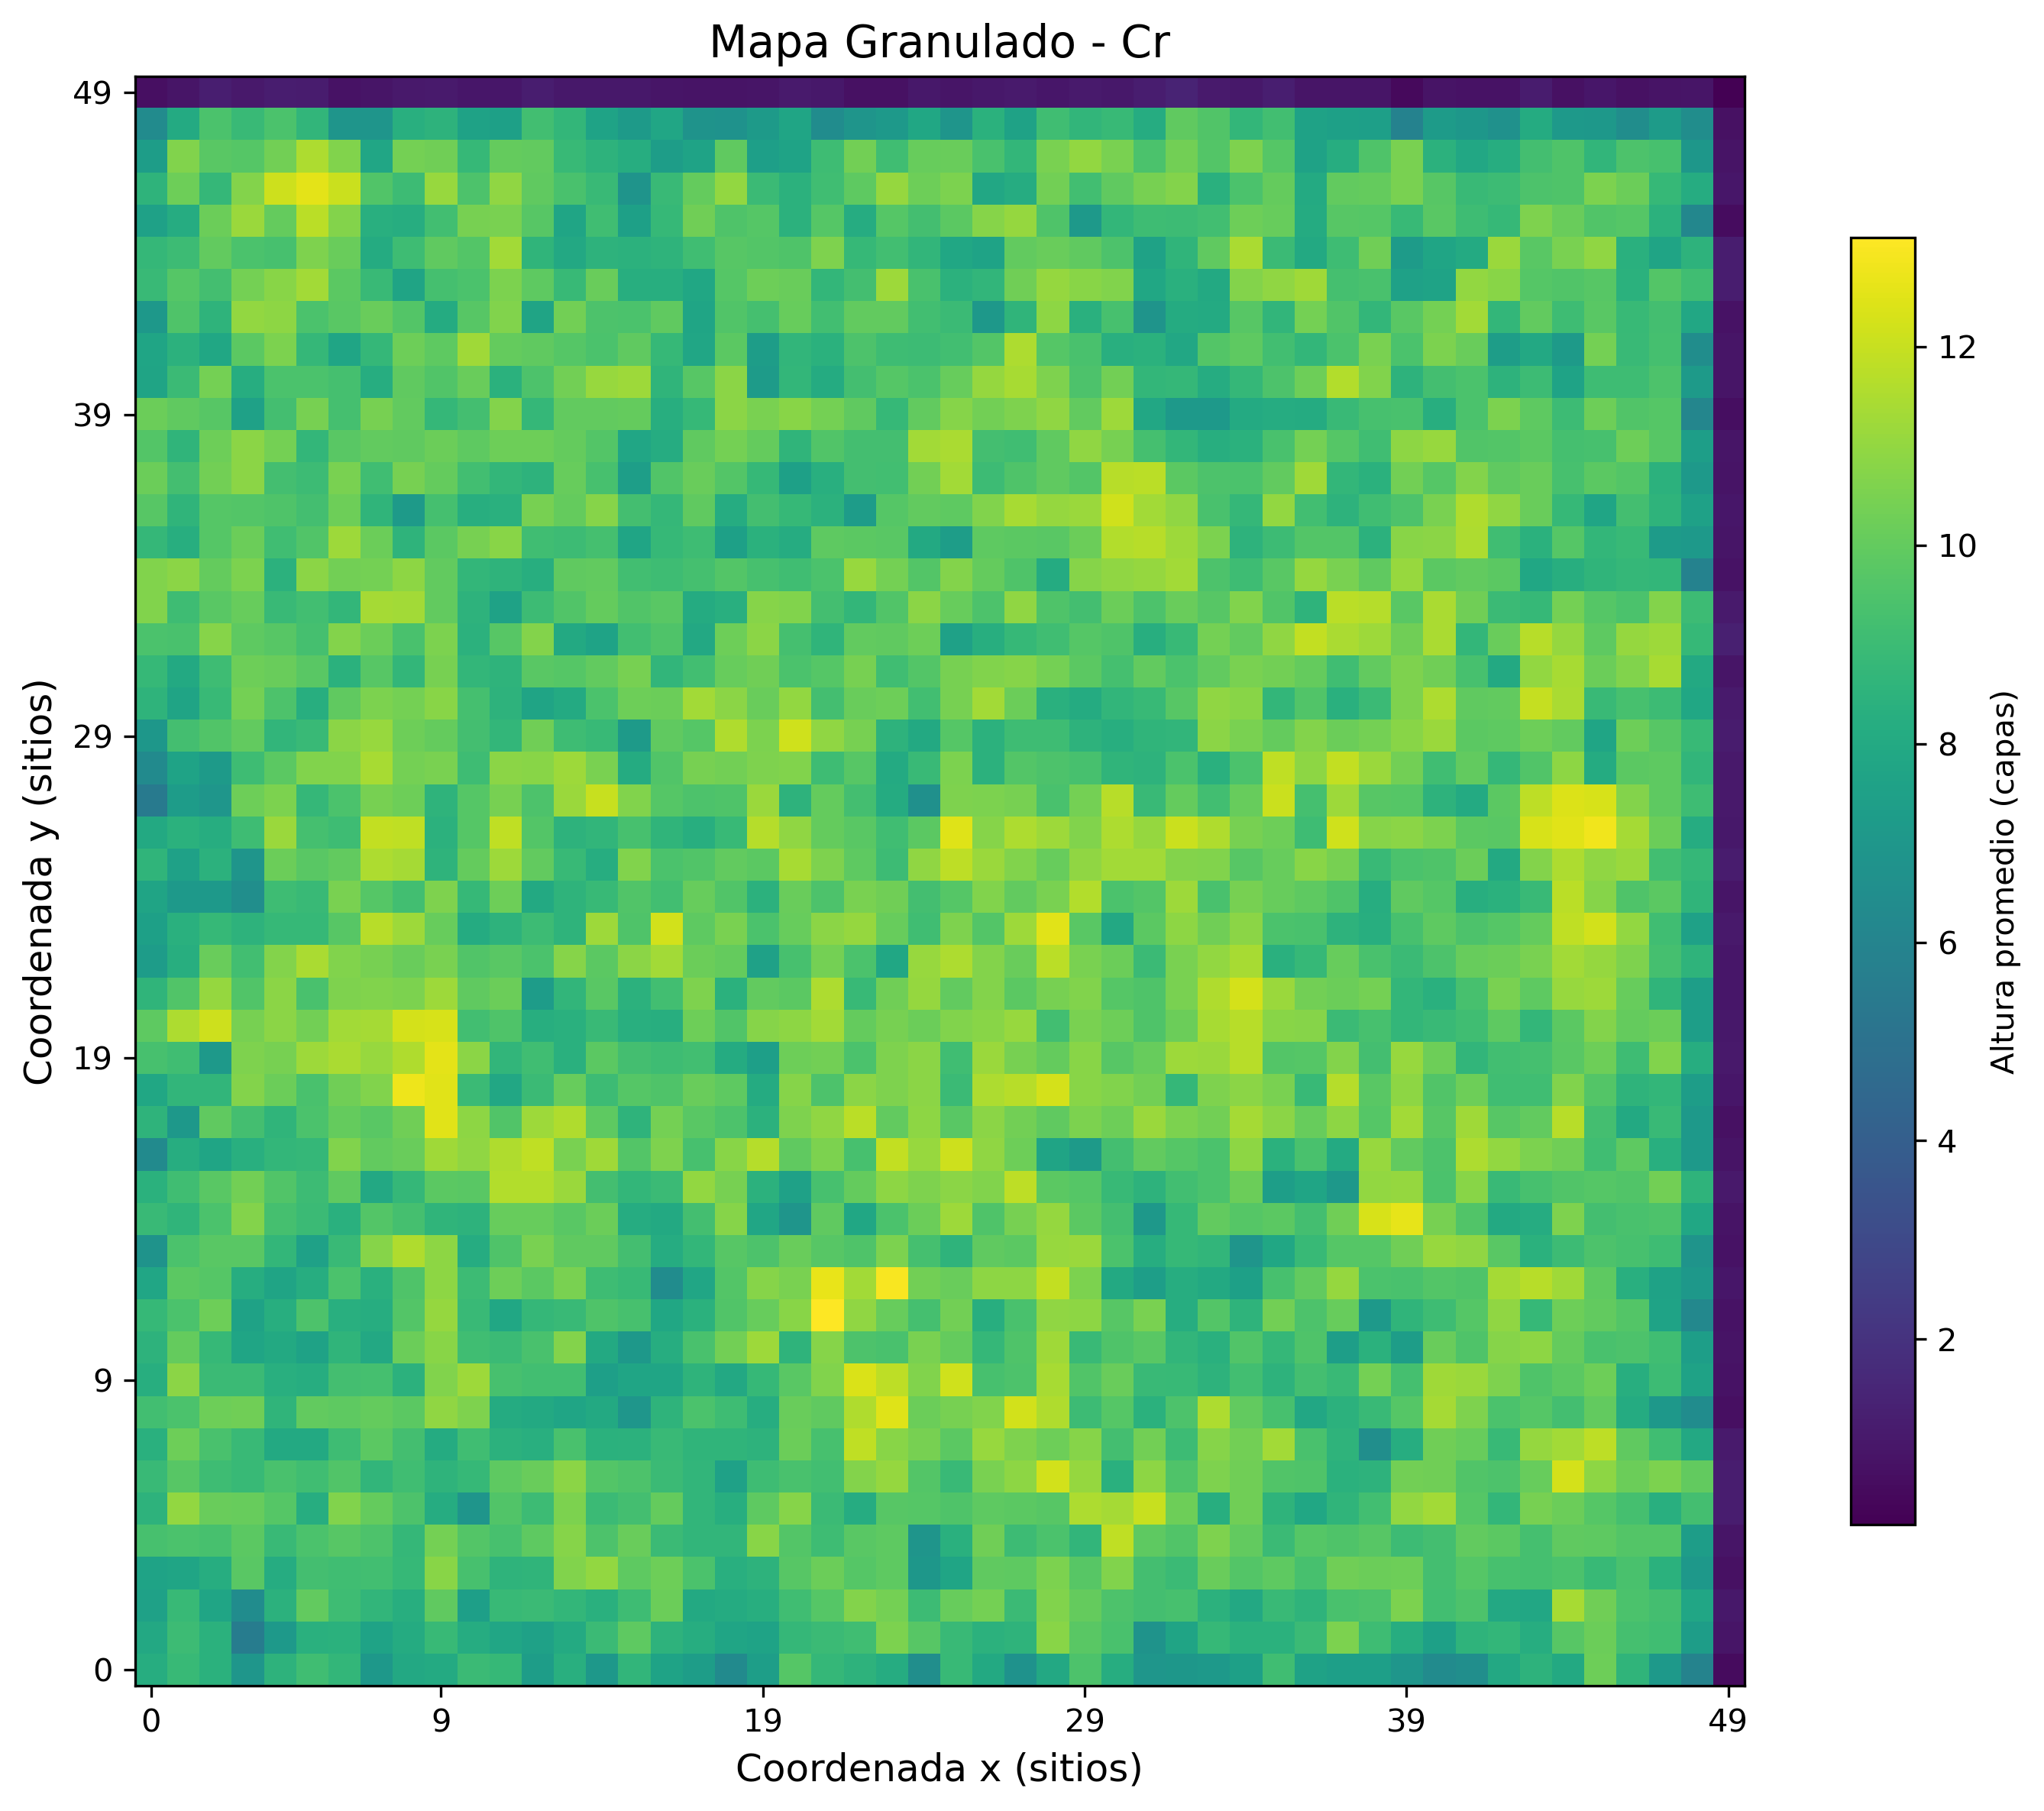 Mapa Granulado - Cr
49
39
29
19
9
0
Coordenada y (sitios)
0 9 19 29 39 49
Coordenada x (sitios)
12
10
8
6
4
2
Altura promedio (capas)